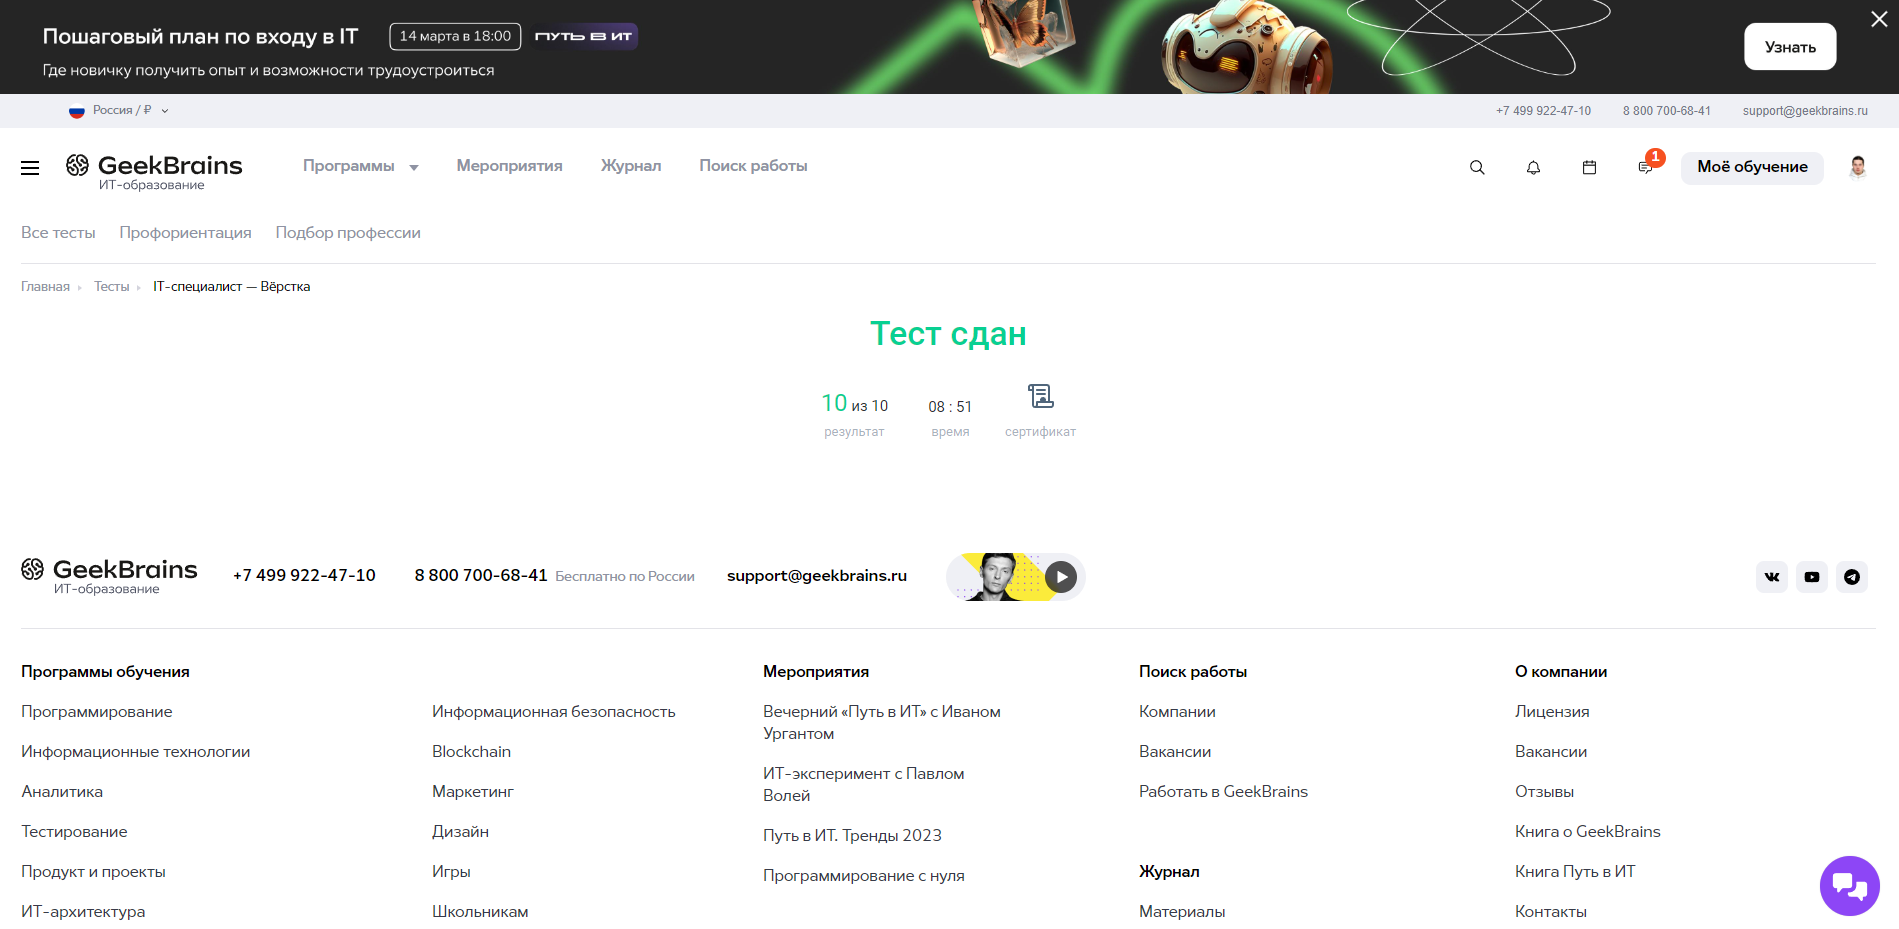 Пошаговый план по входу в IT
14 марта в 18:00
ПУТЬ В ИТ
Где новичку получить опыт и возможности трудоустроиться
Узнать
Россия / ₽
+7 499 922-47-10
8 800 700-68-41
support@geekbrains.ru
GeekBrains
ИТ-образование
Программы
Мероприятия
Журнал
Поиск работы
1
Моё обучение
Все тесты
Профориентация
Подбор профессии
Главная
Тесты
IT-специалист — Вёрстка
Тест сдан
10 из 10
результат
08 : 51
время
сертификат
GeekBrains
ИТ-образование
+7 499 922-47-10
8 800 700-68-41 Бесплатно по России
support@geekbrains.ru
Программы обучения
Программирование
Информационные технологии
Аналитика
Тестирование
Продукт и проекты
ИТ-архитектура
Информационная безопасность
Blockchain
Маркетинг
Дизайн
Игры
Школьникам
Мероприятия
Вечерний «Путь в ИТ» с Иваном
Ургантом
ИТ-эксперимент с Павлом
Волей
Путь в ИТ. Тренды 2023
Программирование с нуля
Поиск работы
Компании
Вакансии
Работать в GeekBrains
Журнал
Материалы
О компании
Лицензия
Вакансии
Отзывы
Книга о GeekBrains
Книга Путь в ИТ
Контакты